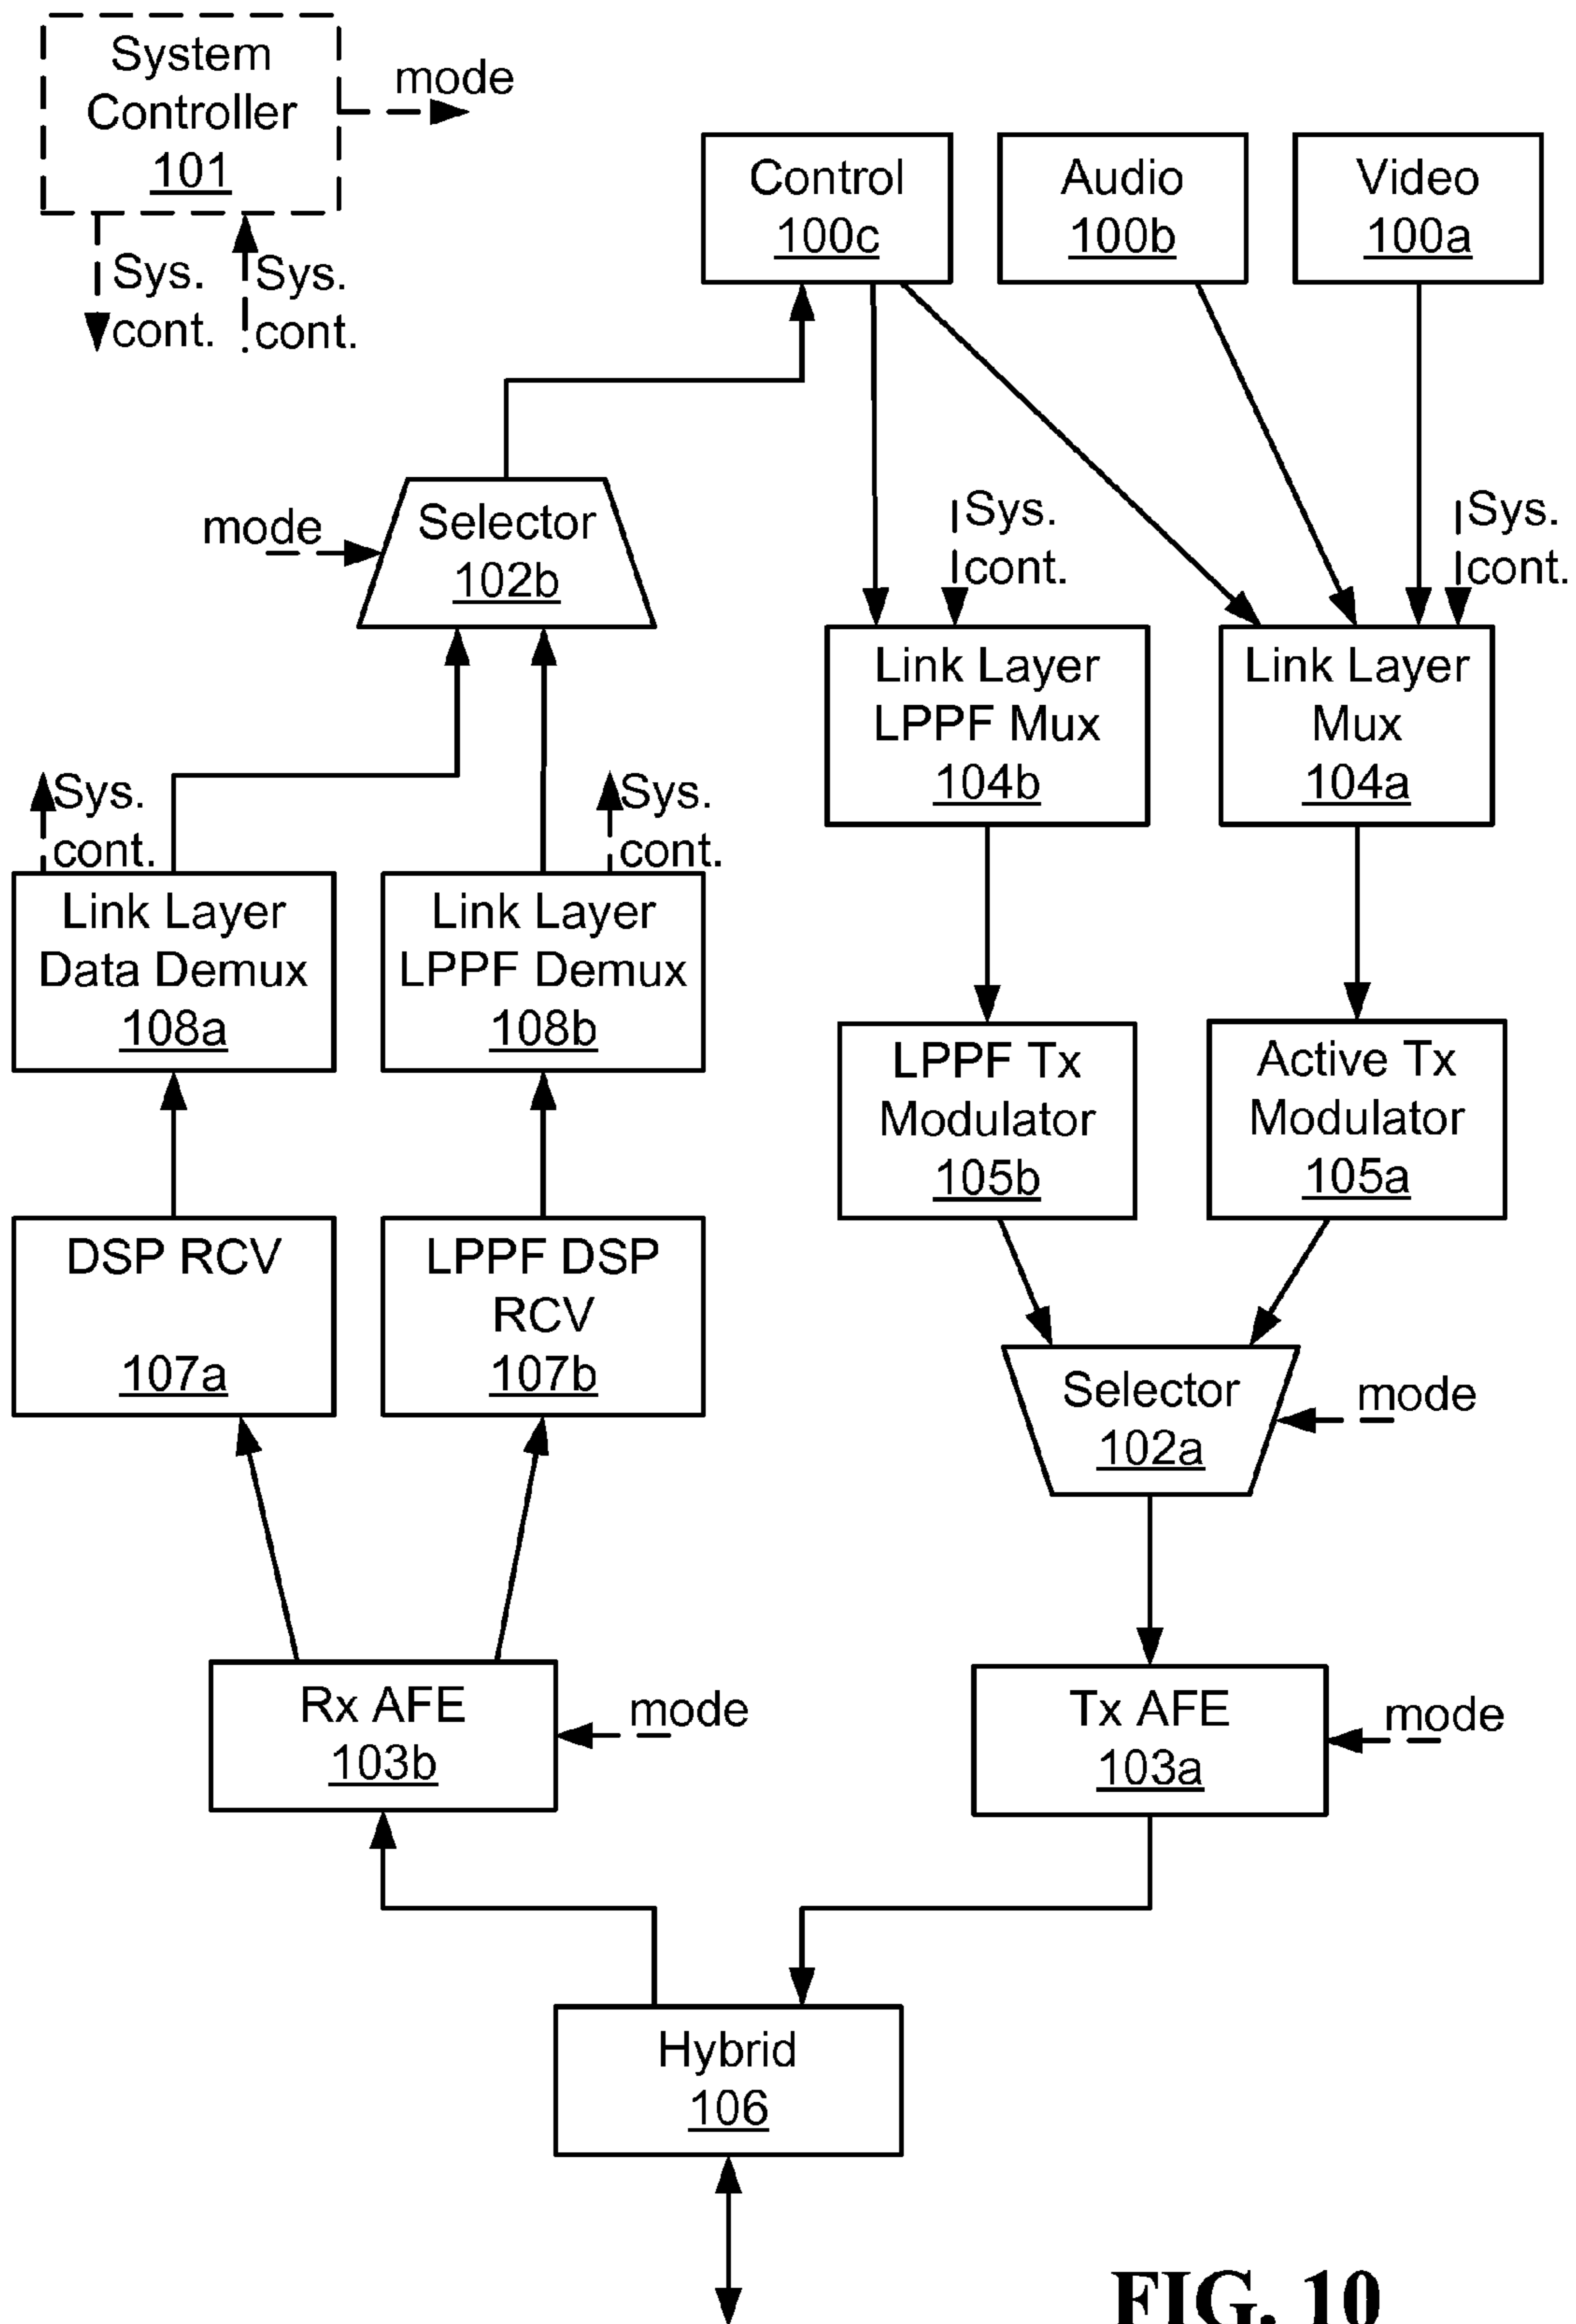 System
Controller
101
mode
Sys.
cont.
Sys.
cont.
Control
100c
Audio
100b
Video
100a
mode
Selector
102b
Sys.
cont.
Sys.
cont.
Link Layer
LPPF Mux
104b
Link Layer
Mux
104a
Sys.
cont.
Sys.
cont.
Link Layer
Data Demux
108a
Link Layer
LPPF Demux
108b
LPPF Tx
Modulator
105b
Active Tx
Modulator
105a
DSP RCV
107a
LPPF DSP
RCV
107b
Selector
102a
mode
Rx AFE
103b
mode
Tx AFE
103a
mode
Hybrid
106
FIG. 10